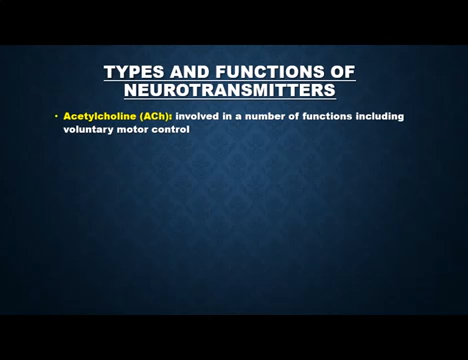 TYPES AND FUNCTIONS OF
NEUROTRANSMITTERS
• Acetylcholine (ACh): involved in a number of functions including
voluntary motor control